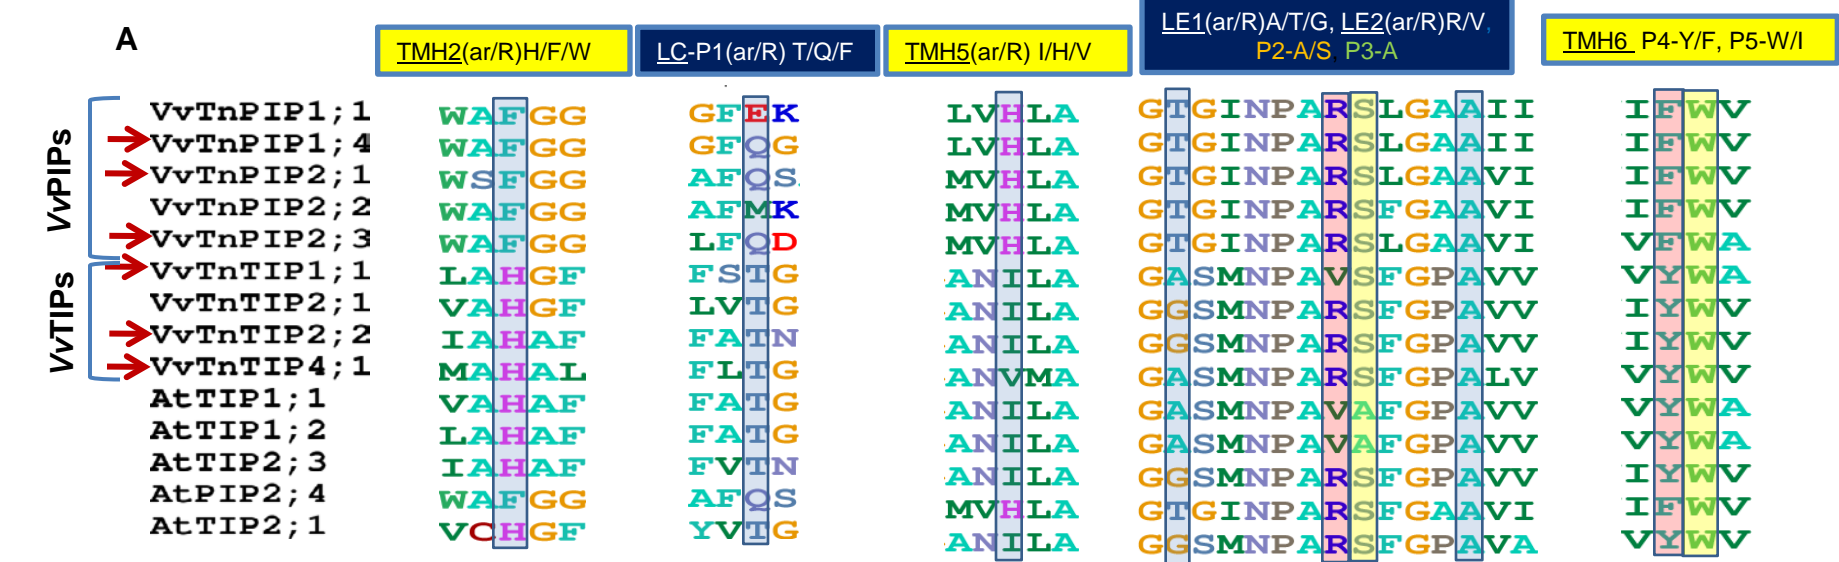 A
TMH2(ar/R)H/F/W
LC-P1(ar/R) T/Q/F
TMH5(ar/R) I/H/V
LE1(ar/R)A/T/G, LE2(ar/R)R/V,
P2-A/S, P3-A
TMH6 P4-Y/F, P5-W/I
VvPIPs
VvTIPs
VvTnPIP1;1 WAFGG GFEK LVHLA GTGINPARSLGAAII IFWV
VvTnPIP1;4 WAFGG GFQG LVHLA GTGINPARSLGAAII IFWV
VvTnPIP2;1 WSFGG AFQS MVHLA GTGINPARSLGAAVI IFWV
VvTnPIP2;2 WAFGG AFMK MVHLA GTGINPARSFGAAVI IFWV
VvTnPIP2;3 WAFGG LFQD MVHLA GTGINPARSLGAAVI VFWA
VvTnTIP1;1 LAHGF FSTG ANILA GASMNPAVSFGPAVV VYWA
VvTnTIP2;1 VAHGF LVTG ANILA GGSMNPARSFGPAVV IYWV
VvTnTIP2;2 IAHAF FATN ANILA GGSMNPARSFGPAVV IYWV
VvTnTIP4;1 MAHAL FLTG ANVMA GASMNPARSFGPALV VYWV
AtTIP1;1 VAHAF FATG ANILA GASMNPAVAFGPAVV VYWA
AtTIP1;2 LAHAF FATG ANILA GASMNPAVAFGPAVV VYWA
AtTIP2;3 IAHAF FVTN ANILA GGSMNPARSFGPAVV IYWV
AtPIP2;4 WAFGG AFQS MVHLA GTGINPARSFGAAVI IFWV
AtTIP2;1 VCHGF YVTG ANILA GGSMNPARSFGPAVA VYWV